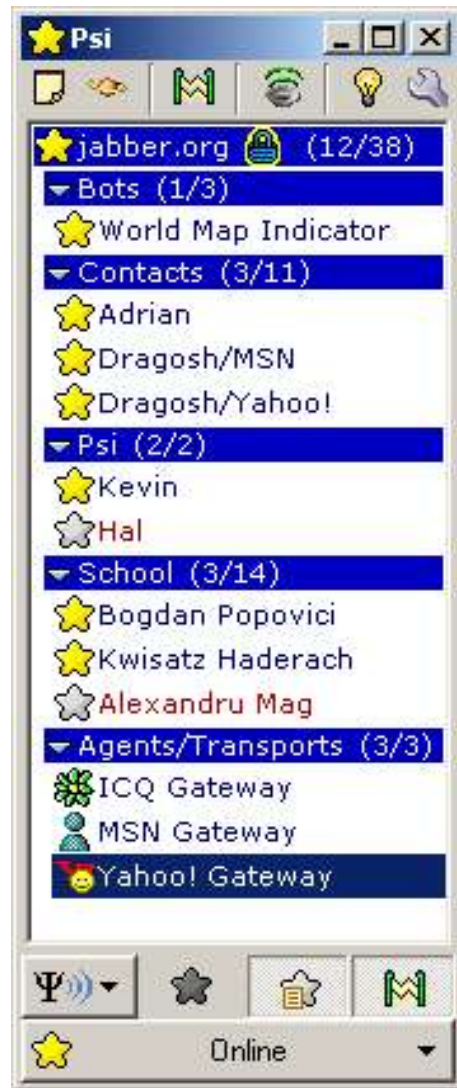 Psi
jabber.org (12/38)
Bots (1/3)
World Map Indicator
Contacts (3/11)
Adrian
Dragosh/MSN
Dragosh/Yahoo!
Psi (2/2)
Kevin
Hal
School (3/14)
Bogdan Popovici
Kwisatz Haderach
Alexandru Mag
Agents/Transports (3/3)
ICQ Gateway
MSN Gateway
Yahoo! Gateway
Ψ
Online